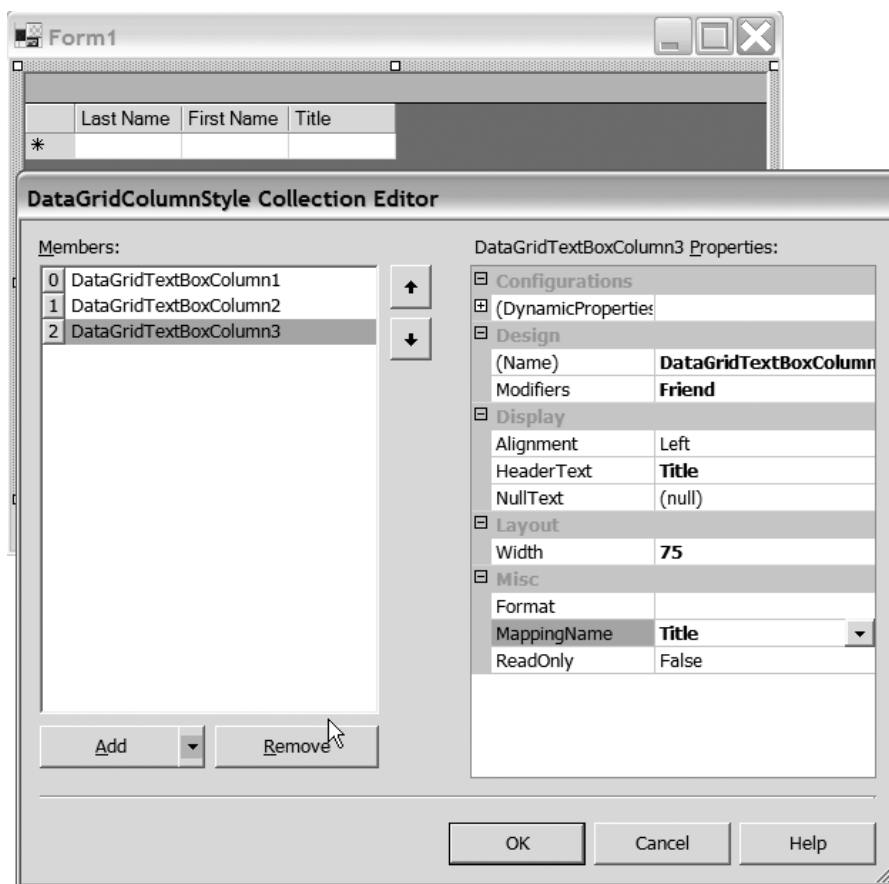 Form1
Last Name First Name Title
*
DataGridColumnStyle Collection Editor
Members:
0 DataGridTextBoxColumn1
1 DataGridTextBoxColumn2
2 DataGridTextBoxColumn3
Add
Remove
DataGridTextBoxColumn3 Properties:
Configurations
(DynamicProperties
Design
(Name) DataGridTextBoxColumn
Modifiers Friend
Display
Alignment Left
HeaderText Title
NullText (null)
Layout
Width 75
Misc
Format
MappingName Title
ReadOnly False
OK
Cancel
Help